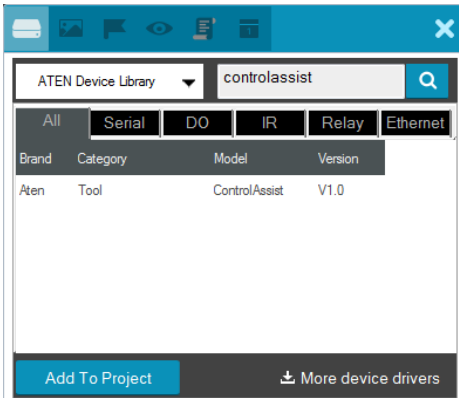 1
ATEN Device Library controlassist
All Serial DO IR Relay Ethernet
Brand Category Model Version
Aten Tool ControlAssist V1.0
Add To Project More device drivers